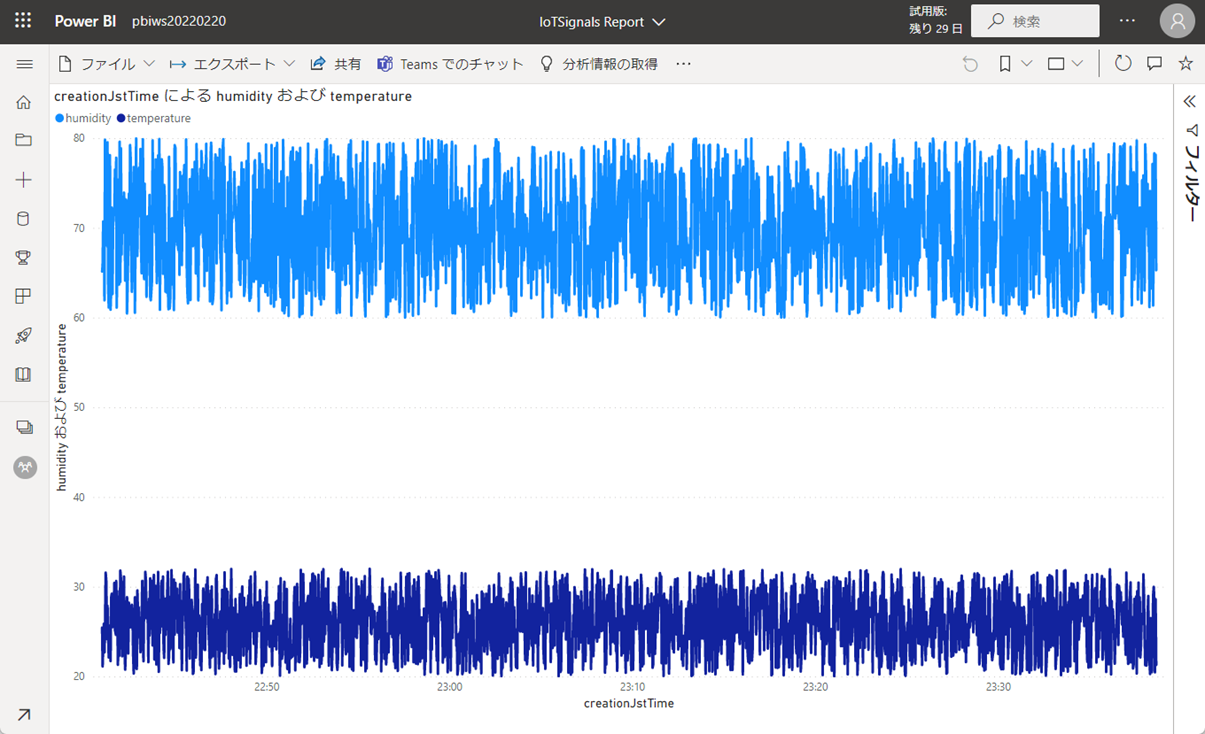 Power BI pbiws20220220 IoTSignals Report 試用版: 残り 29 日 検索
ファイル エクスポート 共有 Teams でのチャット 分析情報の取得
creationJstTime による humidity および temperature
humidity temperature
フィルター
humidity および temperature
80
70
60
50
40
30
20
22:50 23:00 23:10 23:20 23:30
creationJstTime